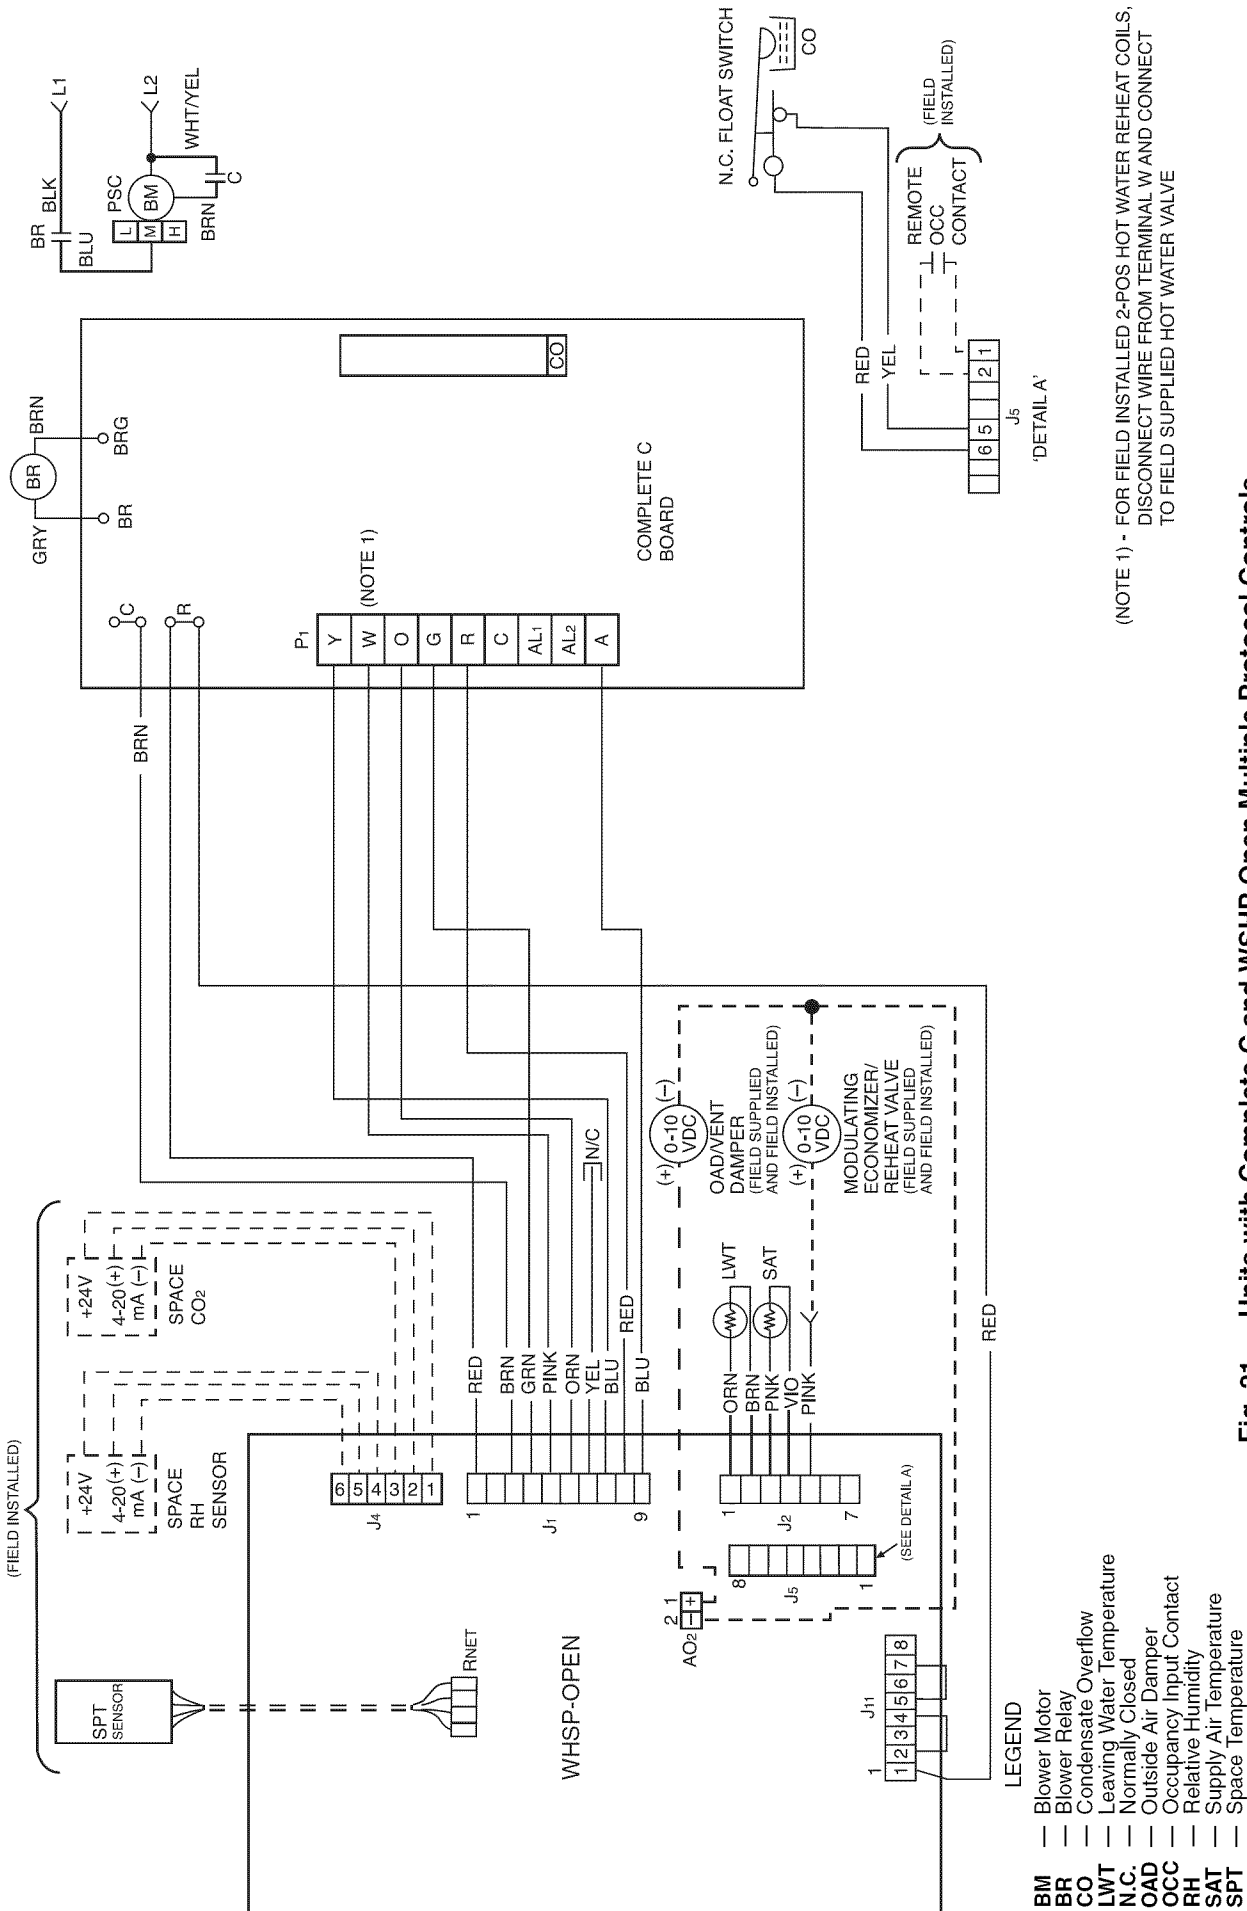 (FIELD INSTALLED)
SPT
SENSOR
+24V
4-20 (+)
mA (−)
SPACE
RH
SENSOR
+24V
4-20 (+)
mA (−)
SPACE
CO2
RNET
WHSP-OPEN
J4
6 5 4 3 2 1
J1
1
9
RED
BRN
GRN
PINK
ORN
YEL
BLU
RED
BLU
N/C
BRN
RED
AO2
2 1
− +
J5
8
1
(SEE DETAIL A)
J2
1
7
ORN
BRN
PNK
VIO
PINK
LWT
SAT
(+) 0-10 VDC (−)
OAD/VENT
DAMPER
(FIELD SUPPLIED
AND FIELD INSTALLED)
(+) 0-10 VDC (−)
MODULATING
ECONOMIZER/
REHEAT VALVE
(FIELD SUPPLIED
AND FIELD INSTALLED)
J11
1
1 2 3 4 5 6 7 8
C
R
GRY
BR
BRN
BR
BRG
P1
Y
W
O
G
R
C
AL1
AL2
A
(NOTE 1)
COMPLETE C
BOARD
CO
BR
BLK
L1
BLU
PSC
L
M
H
BM
L2
WHT/YEL
BRN
C
N.C. FLOAT SWITCH
CO
RED
YEL
REMOTE
OCC
CONTACT
(FIELD
INSTALLED)
6 5 2 1
J5
'DETAIL A'
(NOTE 1) - FOR FIELD INSTALLED 2-POS HOT WATER REHEAT COILS,
DISCONNECT WIRE FROM TERMINAL W AND CONNECT
TO FIELD SUPPLIED HOT WATER VALVE
LEGEND
BM — Blower Motor
BR — Blower Relay
CO — Condensate Overflow
LWT — Leaving Water Temperature
N.C. — Normally Closed
OAD — Outside Air Damper
OCC — Occupancy Input Contact
RH — Relative Humidity
SAT — Supply Air Temperature
SPT — Space Temperature